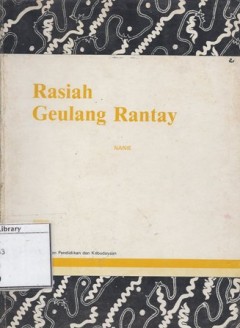 Rasiah
Geulang Rantay
Library
Pendidikan dan Kebudayaan